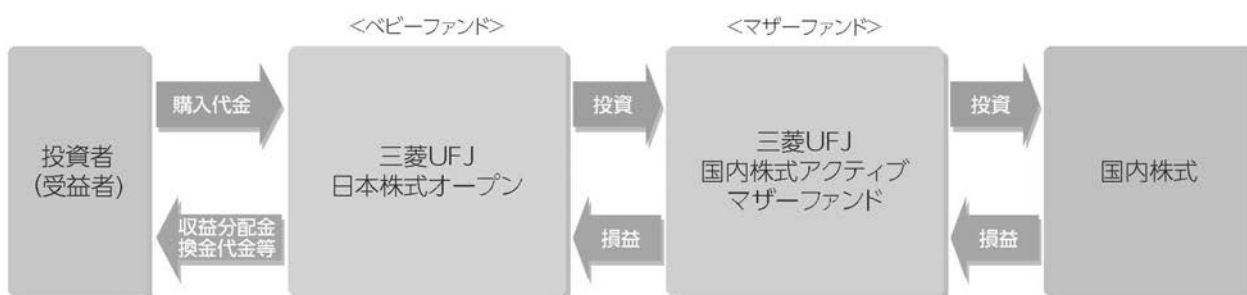 <ベビーファンド>
<マザーファンド>
投資者
(受益者)
購入代金
収益分配金
換金代金等
三菱UFJ
日本株式オープン
投資
損益
三菱UFJ
国内株式アクティブ
マザーファンド
投資
損益
国内株式